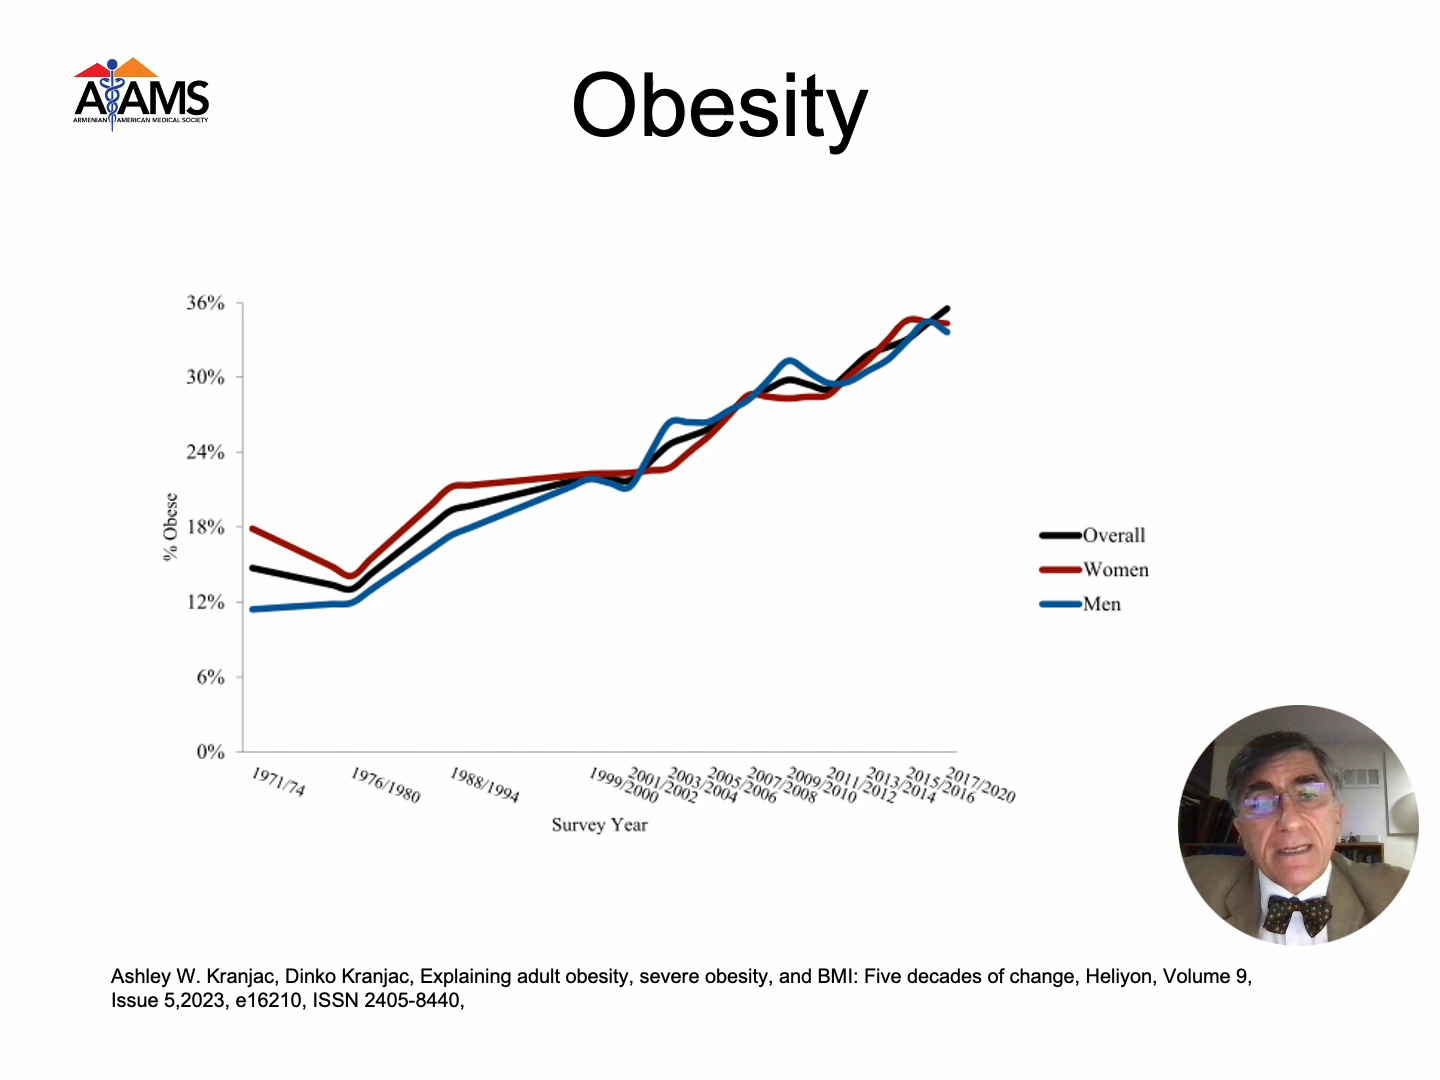 AAMS
ARMENIAN AMERICAN MEDICAL SOCIETY
Obesity
36%
30%
24%
18%
12%
6%
0%
% Obese
Overall
Women
Men
1971/74
1976/1980
1988/1994
1999/2000
2001/2002
2003/2004
2005/2006
2007/2008
2009/2010
2011/2012
2013/2014
2015/2016
2017/2020
Survey Year
Ashley W. Kranjac, Dinko Kranjac, Explaining adult obesity, severe obesity, and BMI: Five decades of change, Heliyon, Volume 9,
Issue 5,2023, e16210, ISSN 2405-8440,